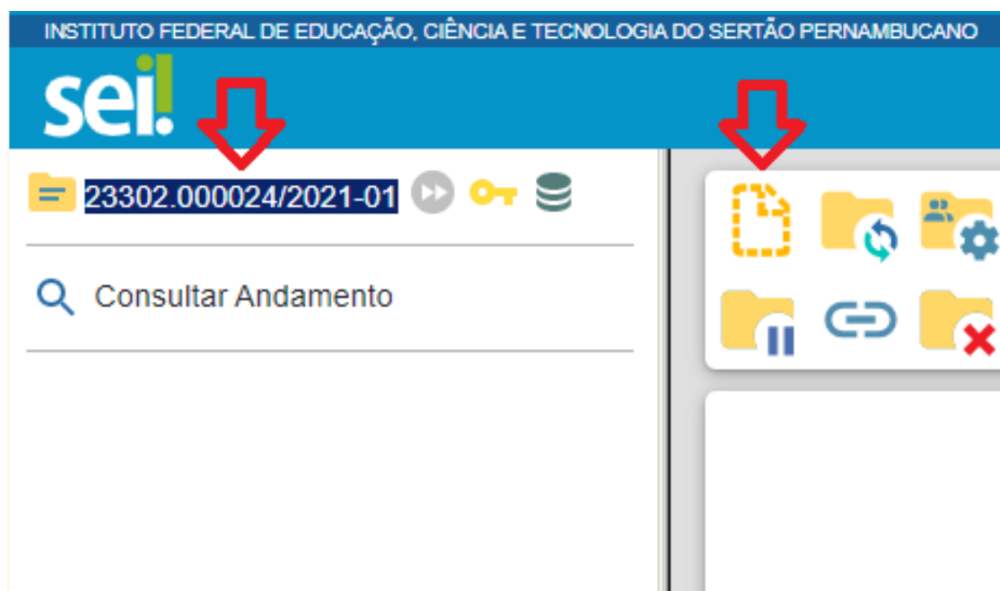 INSTITUTO FEDERAL DE EDUCAÇÃO, CIÊNCIA E TECNOLOGIA DO SERTÃO PERNAMBUCANO
sei!
23302.000024/2021-01
Consultar Andamento